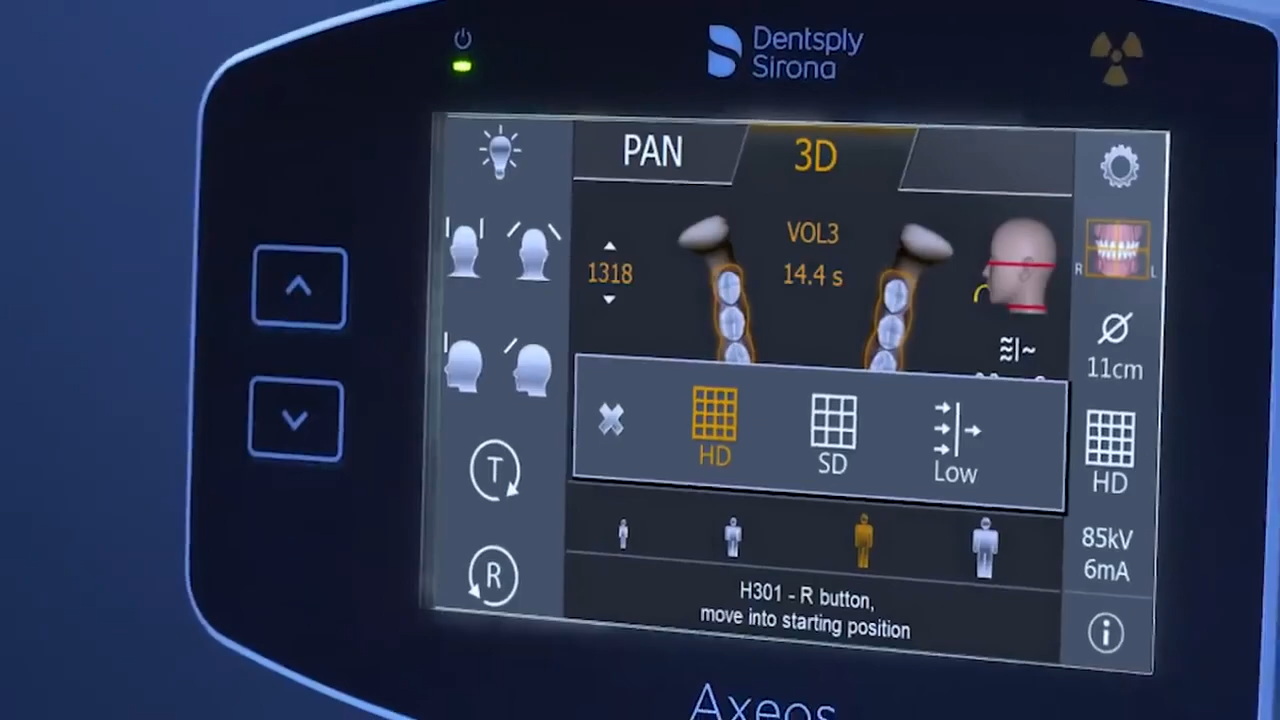 Dentsply
Sirona
PAN
3D
VOL3
14.4 s
1318
R
L
11cm
HD
SD
Low
HD
T
85kV
6mA
R
H301 - R button,
move into starting position
Axeos